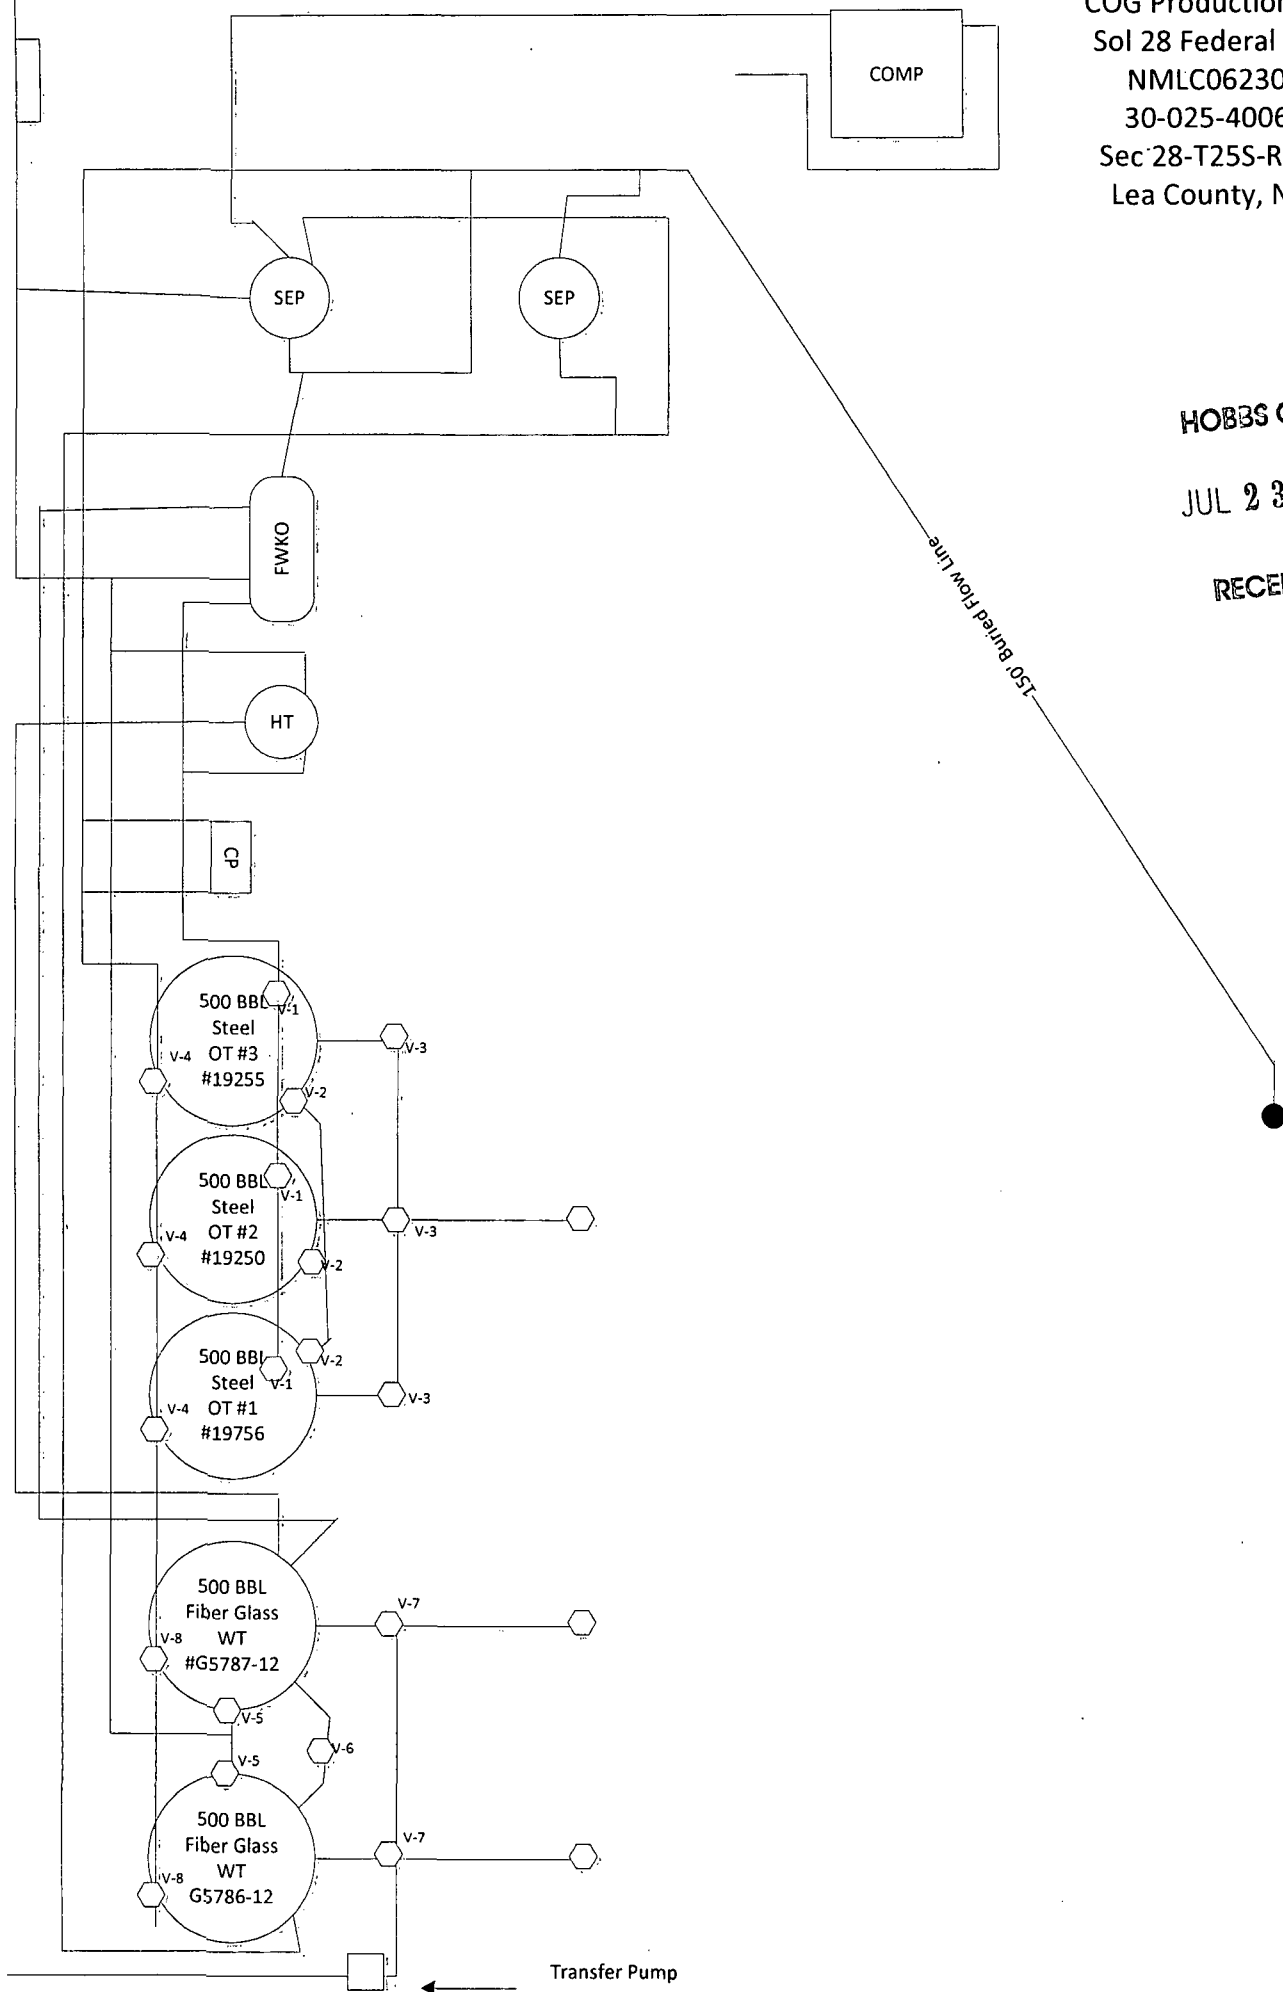 COG Production
Sol 28 Federal
NMLC06230
30-025-4006
Sec 28-T25S-R
Lea County, N
COMP
SEP
SEP
HOBBS
JUL 23
RECE
FWKO
150' Buried Flow Line
HT
CP
500 BBL
Steel
OT #3
#19255
V-1
V-4
V-2
V-3
500 BBL
Steel
OT #2
#19250
V-1
V-4
V-2
V-3
500 BBL
Steel
OT #1
#19756
V-1
V-4
V-2
V-3
500 BBL
Fiber Glass
WT
#G5787-12
V-7
V-8
V-5
V-6
V-5
500 BBL
Fiber Glass
WT
G5786-12
V-7
V-8
Transfer Pump